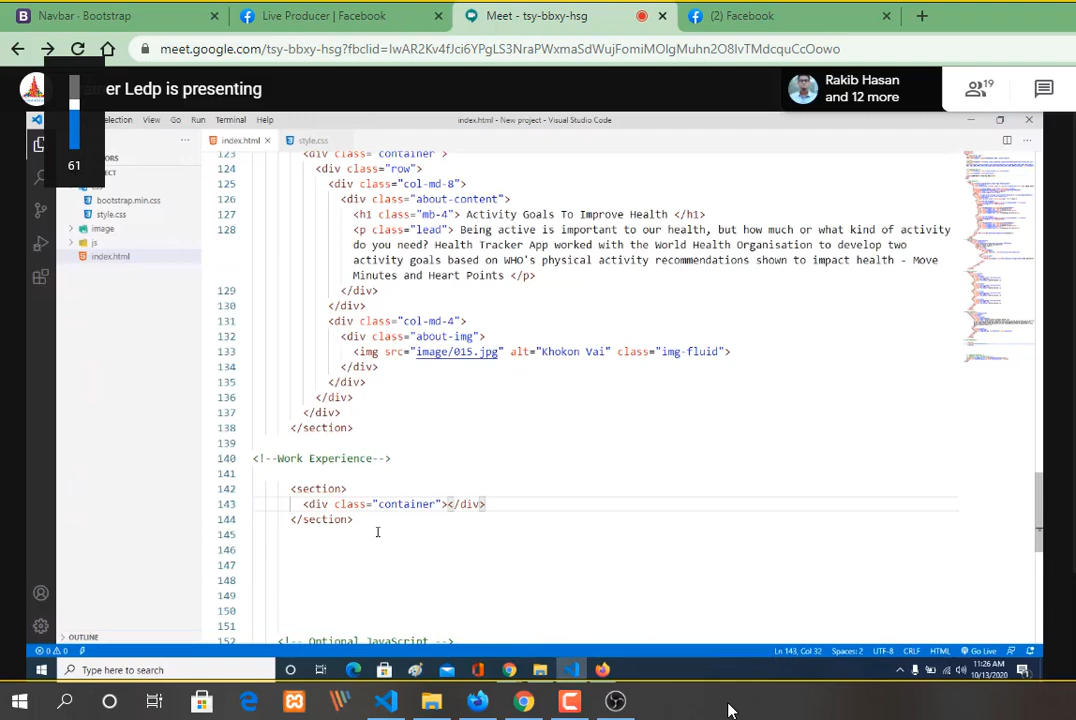 Navbar - Bootstrap
Live Producer | Facebook
Meet - tsy-bbxy-hsg
(2) Facebook
meet.google.com/tsy-bbxy-hsg?fbclid=IwAR2Kv4fJci6YPgLS3NraPWxmaSdWujFomiMOlgMuhn2O8lvTMdcquCcOowo
er Ledp is presenting
Rakib Hasan
and 12 more
19
61
Selection View Go Run Terminal Help
index.html - New project - Visual Studio Code
index.html
style.css
bootstrap.min.css
style.css
image
js
index.html
OUTLINE
123 <div class="container">
124 <div class="row">
125 <div class="col-md-8">
126 <div class="about-content">
127 <h1 class="mb-4"> Activity Goals To Improve Health </h1>
128 <p class="lead"> Being active is important to our health, but how much or what kind of activity
do you need? Health Tracker App worked with the World Health Organisation to develop two
activity goals based on WHO's physical activity recommendations shown to impact health - Move
Minutes and Heart Points </p>
129 </div>
130 </div>
131 <div class="col-md-4">
132 <div class="about-img">
133 <img src="image/015.jpg" alt="Khokon Vai" class="img-fluid">
134 </div>
135 </div>
136 </div>
137 </div>
138 </section>
139
140 <!--Work Experience-->
141
142 <section>
143 <div class="container"></div>
144 </section>
145
146
147
148
149
150
151
152 <!-- Optional JavaScript -->
0 0
Ln 143, Col 32 Spaces: 2 UTF-8 CRLF HTML Go Live
Type here to search
11:26 AM
10/13/2020